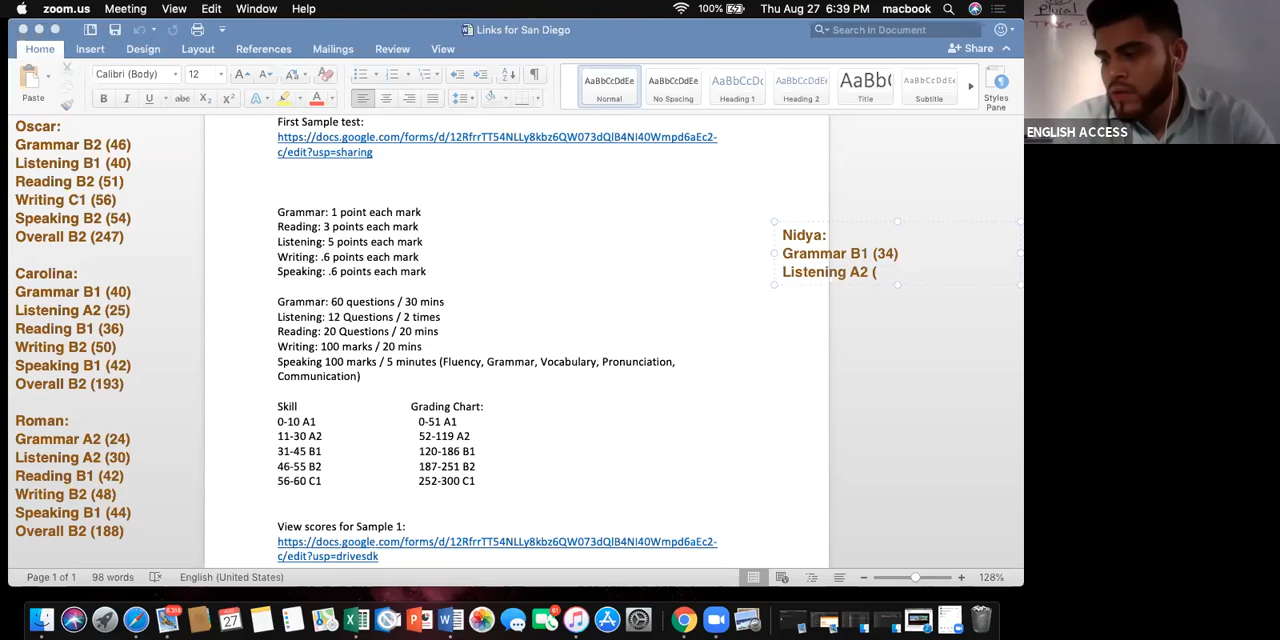 zoom.us Meeting View Edit Window Help 100% Thu Aug 27 6:39 PM macbook
Links for San Diego
Search in Document
Home Insert Design Layout References Mailings Review View Share
Paste
Calibri (Body) 12
AaBbCcDdEe AaBbCcDdEe AaBbCcDc AaBbCcDdEe AaBb( AaBbCcDdEe
Normal No Spacing Heading 1 Heading 2 Title Subtitle Styles Pane
Oscar:
Grammar B2 (46)
Listening B1 (40)
Reading B2 (51)
Writing C1 (56)
Speaking B2 (54)
Overall B2 (247)
Carolina:
Grammar B1 (40)
Listening A2 (25)
Reading B1 (36)
Writing B2 (50)
Speaking B1 (42)
Overall B2 (193)
Roman:
Grammar A2 (24)
Listening A2 (30)
Reading B1 (42)
Writing B2 (48)
Speaking B1 (44)
Overall B2 (188)
First Sample test:
https://docs.google.com/forms/d/12RfrrTT54NLLy8kbz6QW073dQlB4NI40Wmpd6aEc2-
c/edit?usp=sharing
Grammar: 1 point each mark
Reading: 3 points each mark
Listening: 5 points each mark
Writing: .6 points each mark
Speaking: .6 points each mark
Grammar: 60 questions / 30 mins
Listening: 12 Questions / 2 times
Reading: 20 Questions / 20 mins
Writing: 100 marks / 20 mins
Speaking 100 marks / 5 minutes (Fluency, Grammar, Vocabulary, Pronunciation,
Communication)
Skill Grading Chart:
0-10 A1 0-51 A1
11-30 A2 52-119 A2
31-45 B1 120-186 B1
46-55 B2 187-251 B2
56-60 C1 252-300 C1
View scores for Sample 1:
https://docs.google.com/forms/d/12RfrrTT54NLLy8kbz6QW073dQlB4NI40Wmpd6aEc2-
c/edit?usp=drivesdk
Nidya:
Grammar B1 (34)
Listening A2 (
Plural
ENGLISH ACCESS
Page 1 of 1 98 words English (United States) 128%